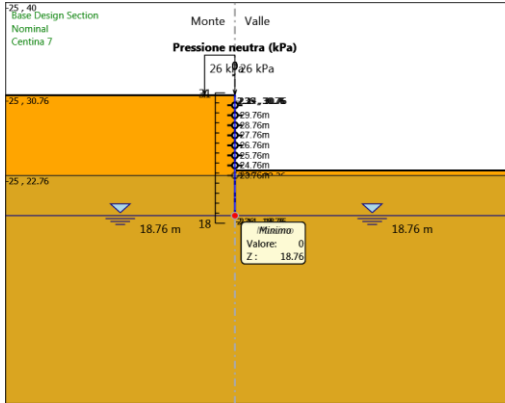 -25, 40
Base Design Section
Nominal
Centina 7
Monte
Valle
Pressione neutra (kPa)
26 kPa
26 kPa
-25 , 30.76
29.76m
28.76m
27.76m
26.76m
25.76m
24.76m
-25 , 22.76
18
18.76 m
18.76 m
Minimo
Valore: 0
Z : 18.76